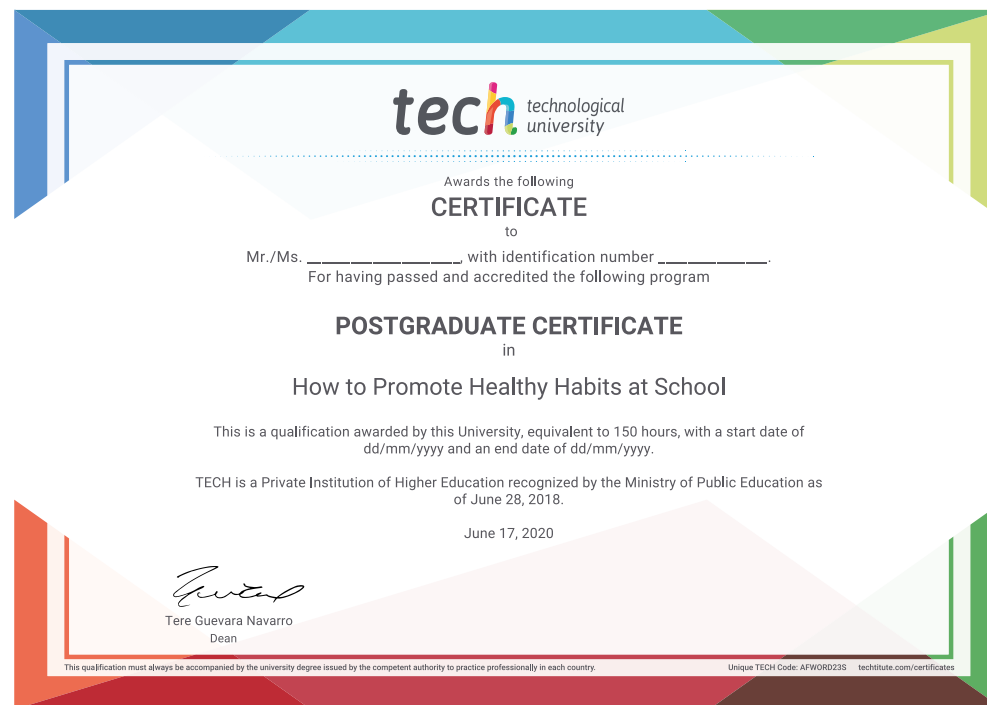 tech technological
university
Awards the following
CERTIFICATE
to
Mr./Ms. ____________________, with identification number ______________.
For having passed and accredited the following program
POSTGRADUATE CERTIFICATE
in
How to Promote Healthy Habits at School
This is a qualification awarded by this University, equivalent to 150 hours, with a start date of
dd/mm/yyyy and an end date of dd/mm/yyyy.
TECH is a Private Institution of Higher Education recognized by the Ministry of Public Education as
of June 28, 2018.
June 17, 2020
Tere Guevara Navarro
Dean
This qualification must always be accompanied by the university degree issued by the competent authority to practice professionally in each country.
Unique TECH Code: AFWORD23S techtitute.com/certificates